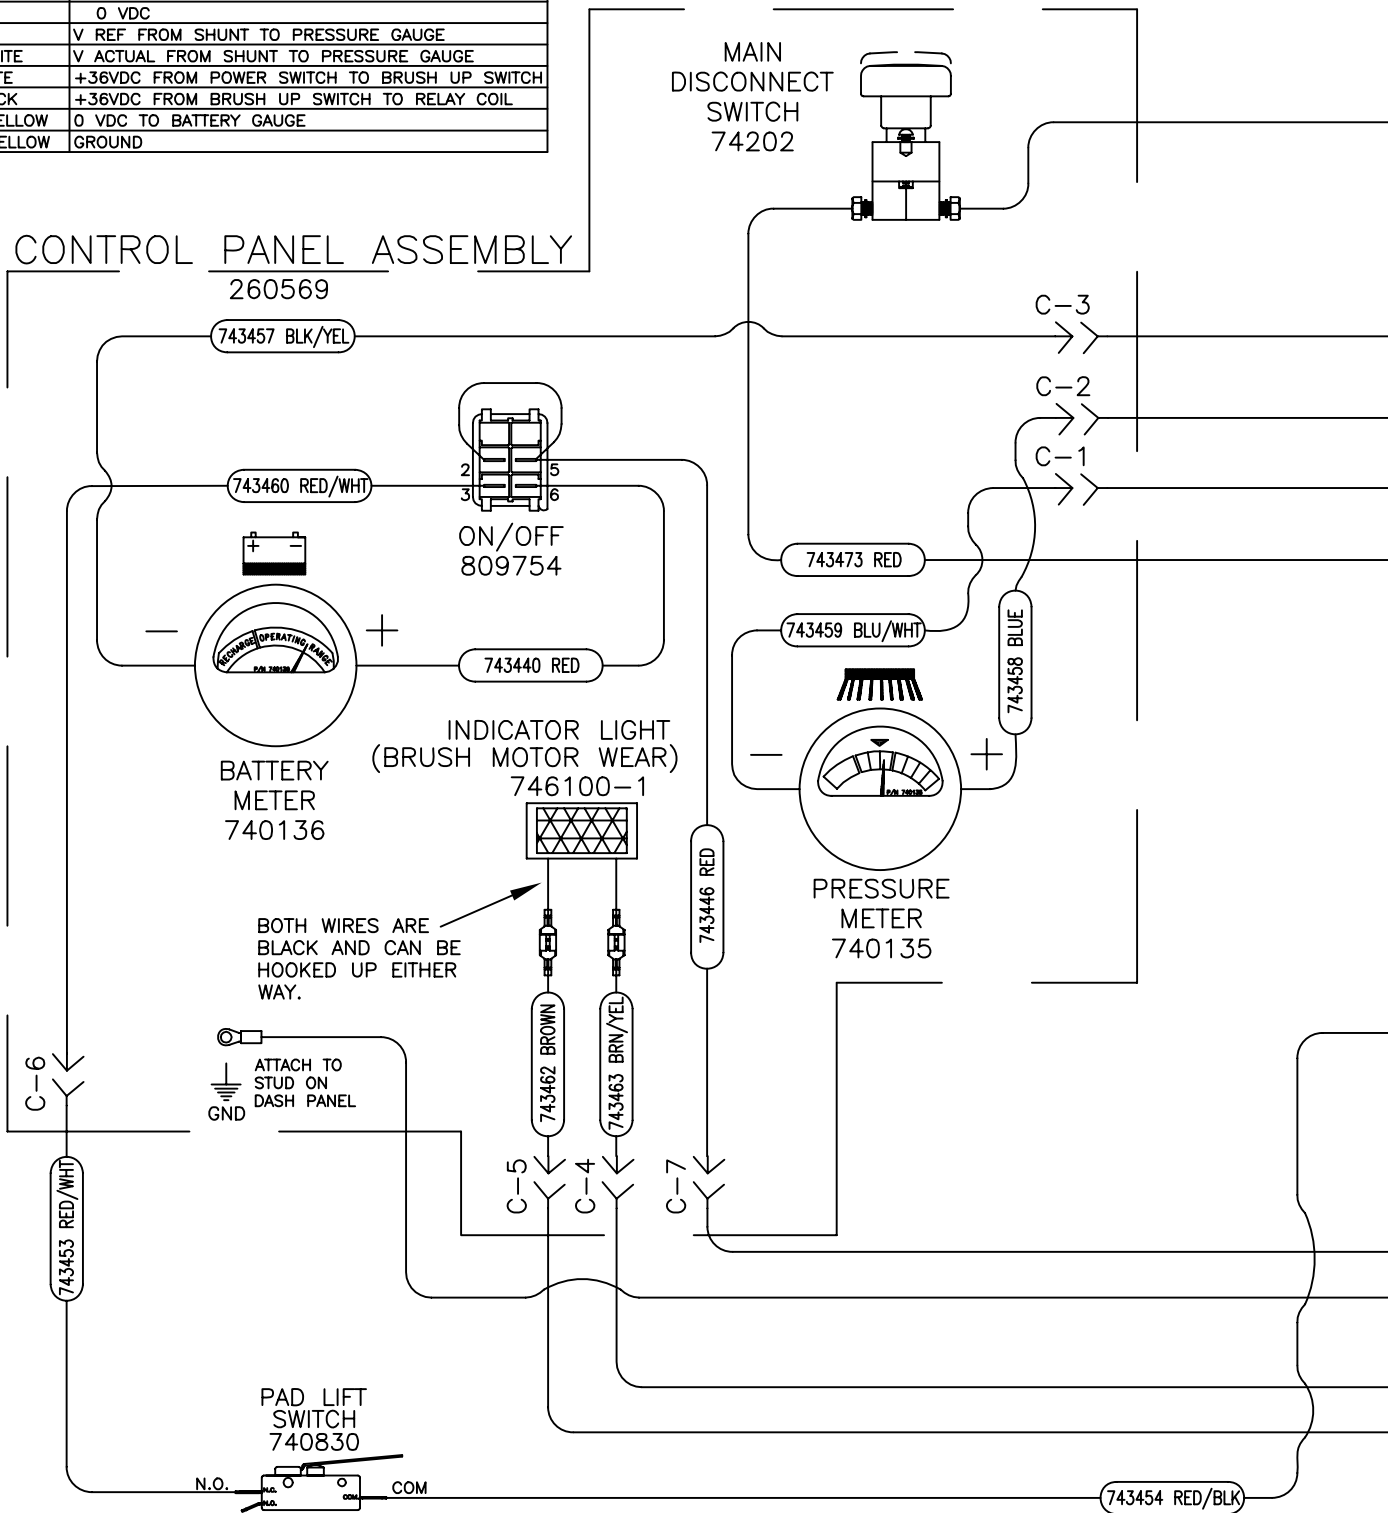 0 VDC
V REF FROM SHUNT TO PRESSURE GAUGE
ITE V ACTUAL FROM SHUNT TO PRESSURE GAUGE
TE +36VDC FROM POWER SWITCH TO BRUSH UP SWITCH
CK +36VDC FROM BRUSH UP SWITCH TO RELAY COIL
ELLOW 0 VDC TO BATTERY GAUGE
ELLOW GROUND
MAIN
DISCONNECT
SWITCH
74202
CONTROL PANEL ASSEMBLY
260569
743457 BLK/YEL
C-3
C-2
C-1
2
5
743460 RED/WHT
3
6
ON/OFF
809754
743473 RED
+ -
RECHARGE OPERATING RANGE
P/N 740136
- +
743440 RED
743459 BLU/WHT
743458 BLUE
INDICATOR LIGHT
(BRUSH MOTOR WEAR)
746100-1
- +
P/N 740135
BATTERY
METER
740136
743446 RED
PRESSURE
METER
740135
BOTH WIRES ARE
BLACK AND CAN BE
HOOKED UP EITHER
WAY.
743462 BROWN
743463 BRN/YEL
C-6
ATTACH TO
STUD ON
DASH PANEL
GND
C-5
C-4
C-7
743453 RED/WHT
PAD LIFT
SWITCH
740830
N.O.
N.O.
N.O.
COM
COM
743454 RED/BLK